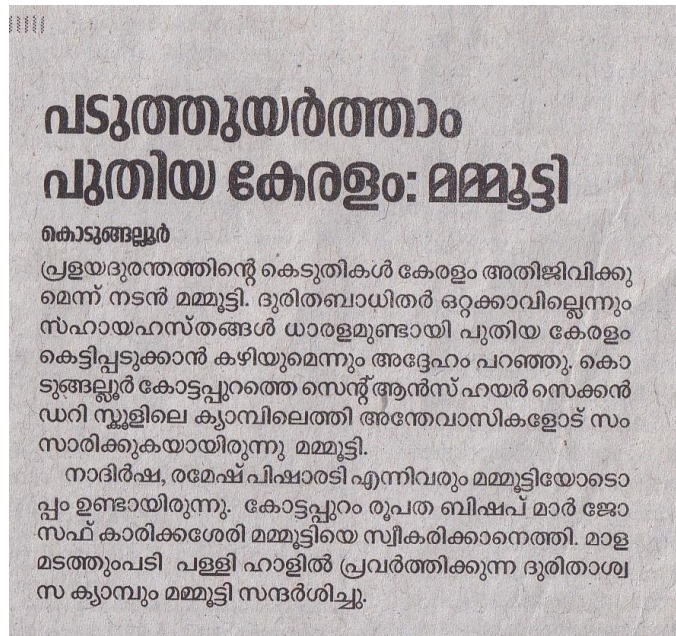 പടുത്തുയർത്താം
പുതിയ കേരളം: മമ്മൂട്ടി
കൊടുങ്ങല്ലൂർ
പ്രളയദുരന്തത്തിന്റെ കെടുതികൾ കേരളം അതിജിവിക്കു
മെന്ന് നടൻ മമ്മൂട്ടി. ദുരിതബാധിതർ ഒറ്റക്കാവില്ലെന്നും
സഹായഹസ്തങ്ങൾ ധാരളമുണ്ടായി പുതിയ കേരളം
കെട്ടിപ്പടുക്കാൻ കഴിയുമെന്നും അദ്ദേഹം പറഞ്ഞു. കൊ
ടുങ്ങല്ലൂർ കോട്ടപ്പുറത്തെ സെന്റ് ആൻസ് ഹയർ സെക്കൻ
ഡറി സ്കൂളിലെ ക്യാമ്പിലെത്തി അന്തേവാസികളോട് സം
സാരിക്കുകയായിരുന്നു മമ്മൂട്ടി.
നാദിർഷ, രമേഷ് പിഷാരടി എന്നിവരും മമ്മൂട്ടിയോടൊ
പ്പം ഉണ്ടായിരുന്നു. കോട്ടപ്പുറം രൂപത ബിഷപ് മാർ ജോ
സഫ് കാരിക്കശേരി മമ്മൂട്ടിയെ സ്വീകരിക്കാനെത്തി. മാള
മടത്തുംപടി പള്ളി ഹാളിൽ പ്രവർത്തിക്കുന്ന ദുരിതാശ്വ
സ ക്യാമ്പും മമ്മൂട്ടി സന്ദർശിച്ചു.